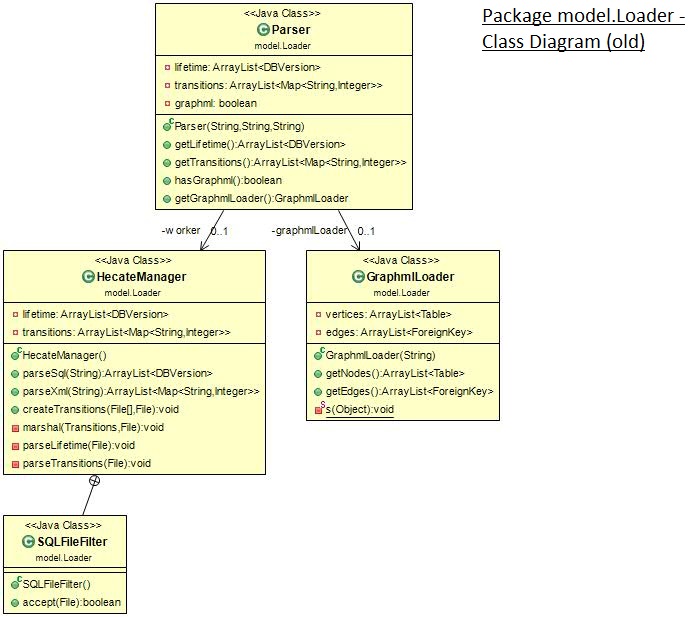 Package model.Loader -
Class Diagram (old)
<<Java Class>>
Parser
model.Loader
lifetime: ArrayList<DBVersion>
transitions: ArrayList<Map<String,Integer>>
graphml: boolean
Parser(String,String,String)
getLifetime():ArrayList<DBVersion>
getTransitions():ArrayList<Map<String,Integer>>
hasGraphml():boolean
getGraphmlLoader():GraphmlLoader
-worker 0..1
-graphmlLoader 0..1
<<Java Class>>
HecateManager
model.Loader
lifetime: ArrayList<DBVersion>
transitions: ArrayList<Map<String,Integer>>
HecateManager()
parseSql(String):ArrayList<DBVersion>
parseXml(String):ArrayList<Map<String,Integer>>
createTransitions(File[],File):void
marshal(Transitions,File):void
parseLifetime(File):void
parseTransitions(File):void
<<Java Class>>
GraphmlLoader
model.Loader
vertices: ArrayList<Table>
edges: ArrayList<ForeignKey>
GraphmlLoader(String)
getNodes():ArrayList<Table>
getEdges():ArrayList<ForeignKey>
s(Object):void
<<Java Class>>
SQLFileFilter
model.Loader
SQLFileFilter()
accept(File):boolean